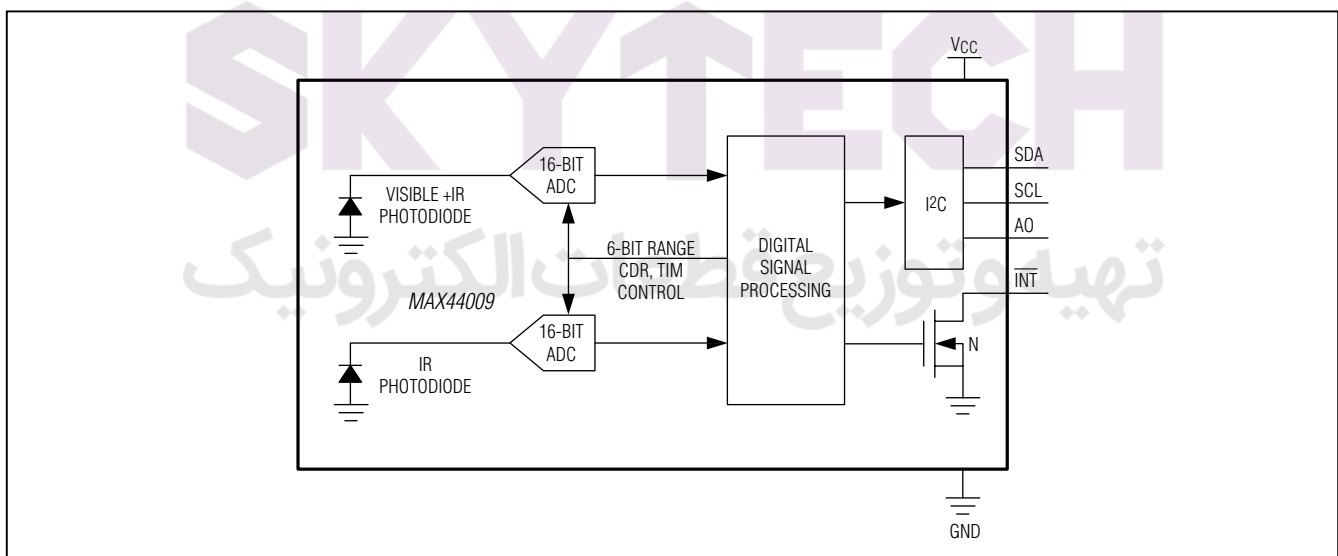 SKYTECH
VCC
16-BIT
ADC
VISIBLE +IR
PHOTODIODE
6-BIT RANGE
CDR, TIM
CONTROL
DIGITAL
SIGNAL
PROCESSING
I²C
SDA
SCL
A0
INT
تهیه و توزیع قطعات الکترونیک
MAX44009
16-BIT
ADC
IR
PHOTODIODE
N
GND